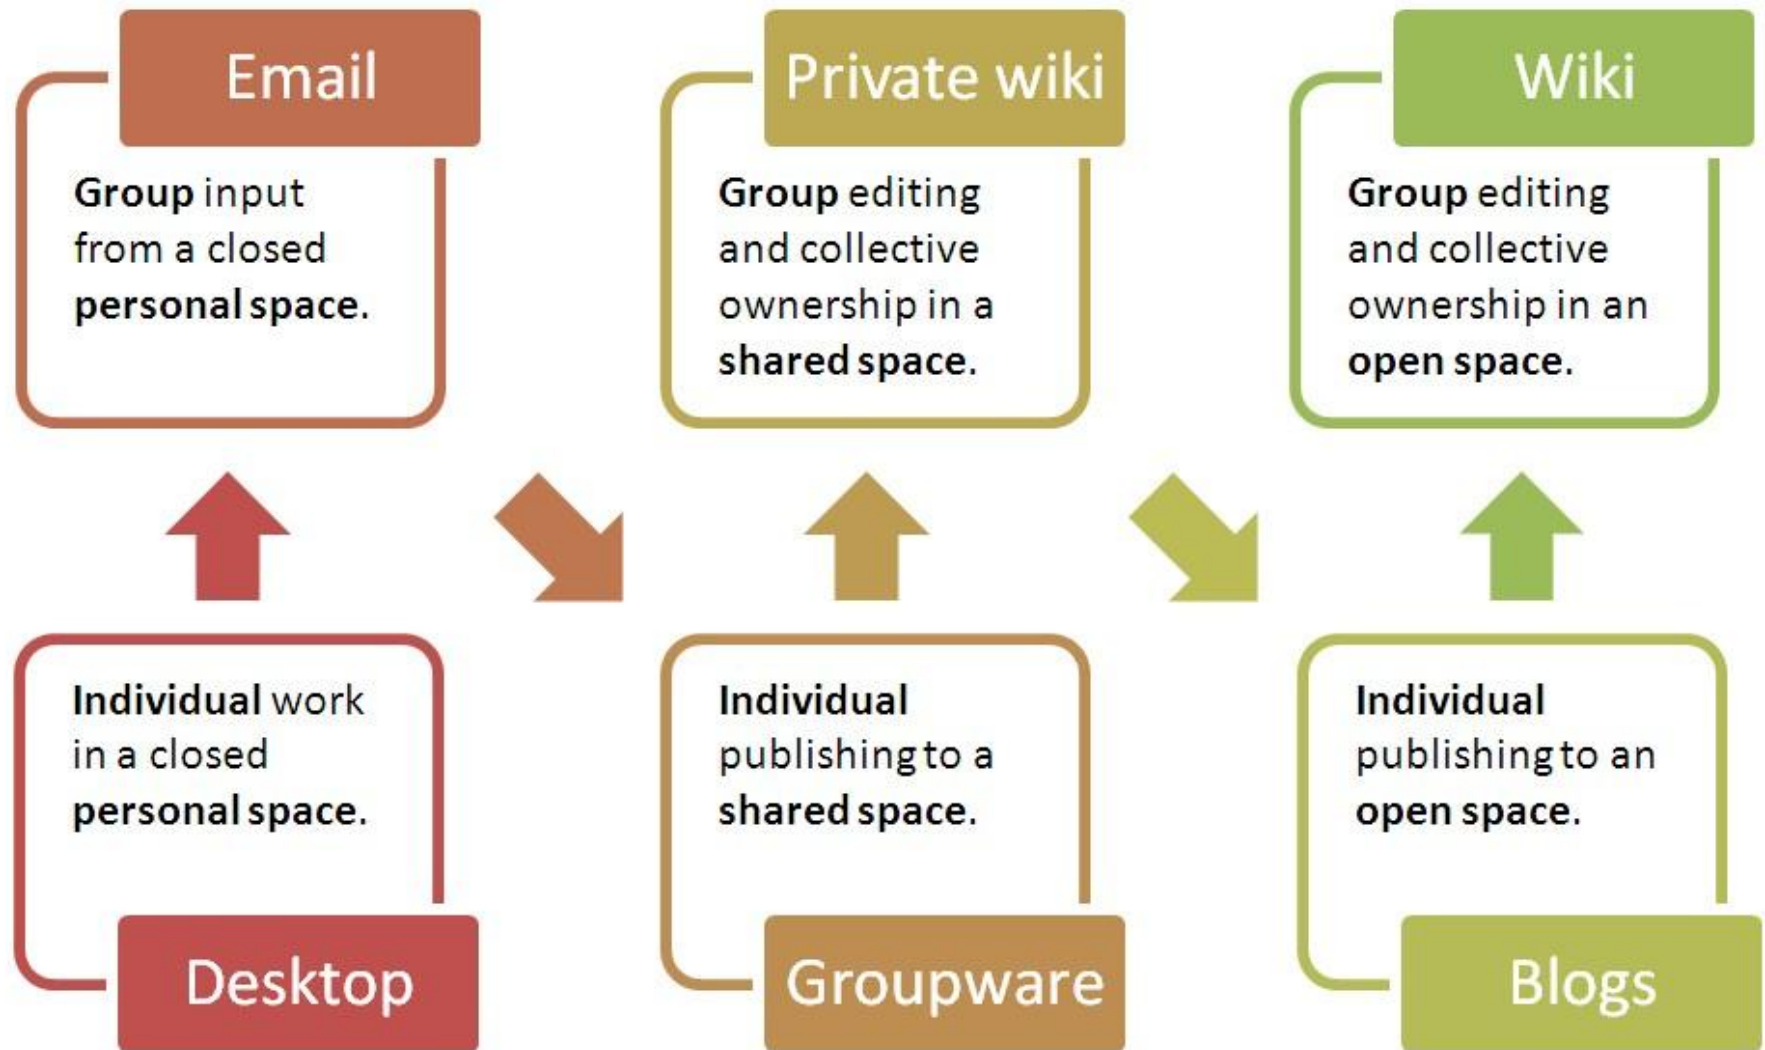 Email
Group input
from a closed
personal space.
Private wiki
Group editing
and collective
ownership in a
shared space.
Wiki
Group editing
and collective
ownership in an
open space.
Individual work
in a closed
personal space.
Desktop
Individual
publishing to a
shared space.
Groupware
Individual
publishing to an
open space.
Blogs